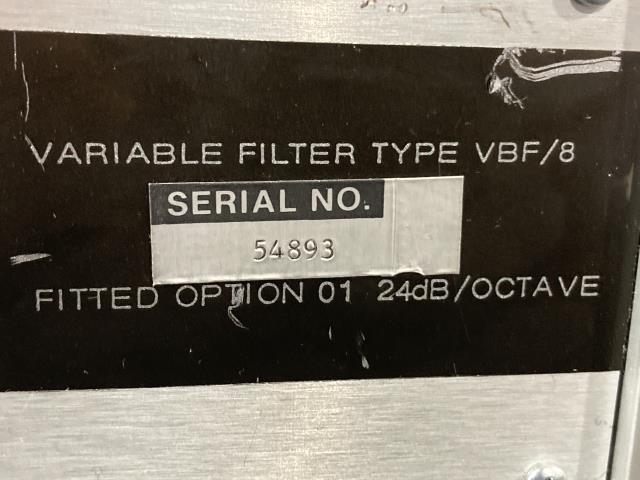 VARIABLE FILTER TYPE VBF/8
SERIAL NO.
54893
FITTED OPTION 01 24dB/OCTAVE